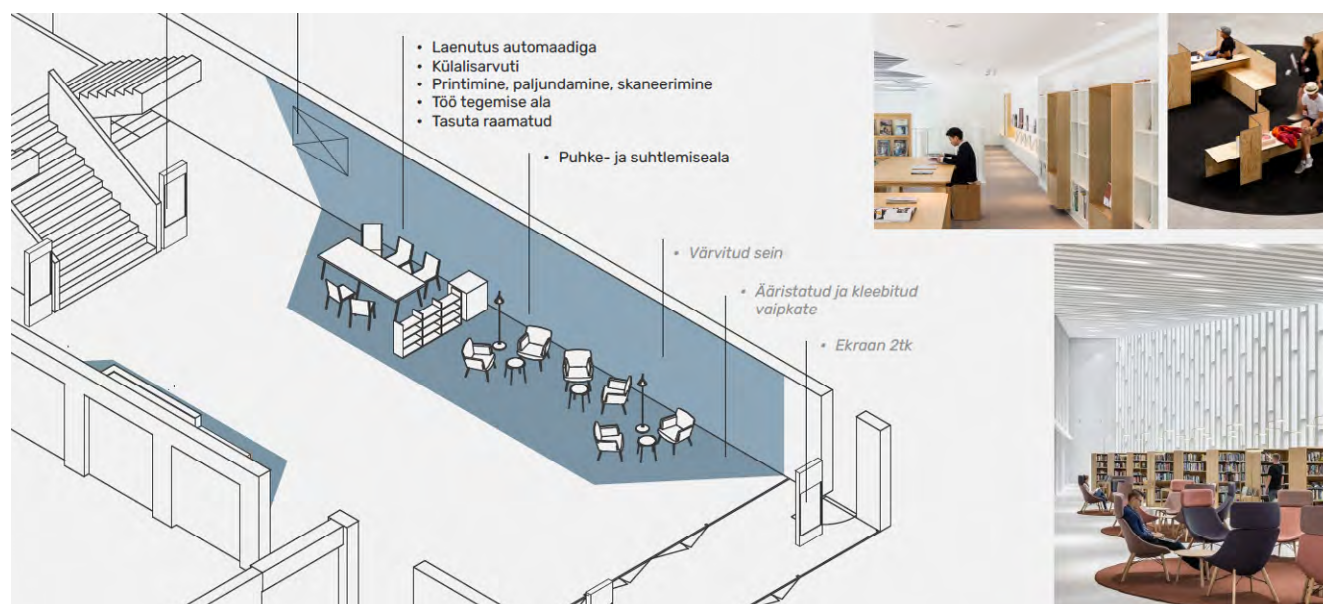 • Laenutus automaadiga
• Külalisarvuti
• Printimine, paljundamine, skaneerimine
• Töö tegemise ala
• Tasuta raamatud
• Puhke- ja suhtlemiseala
• Värvitud sein
• Ääristatud ja kleebitud
vaipkate
• Ekraan 2tk